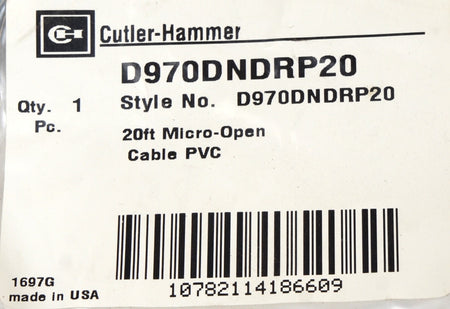 Cutler-Hammer
D970DNDRP20
Qty. 1 Style No. D970DNDRP20
Pc.
20ft Micro-Open
Cable PVC
1697G
made in USA
10782114186609